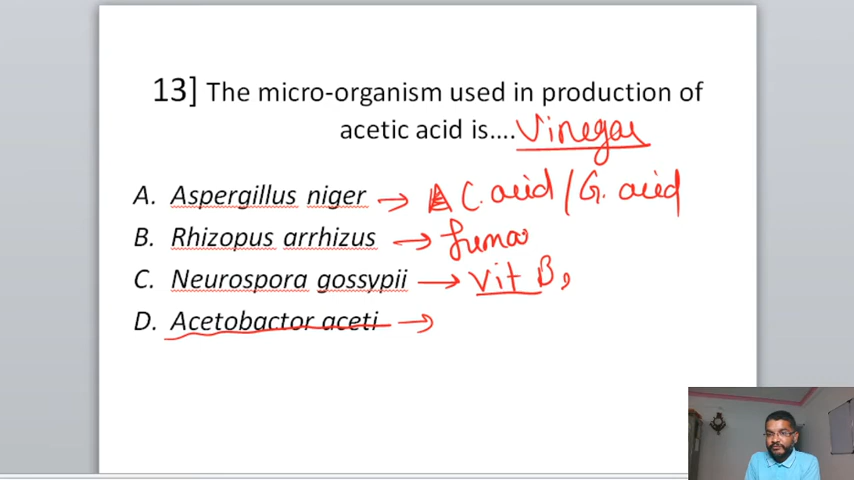 13] The micro-organism used in production of
acetic acid is.... Vinegar
A. Aspergillus niger → C. acid / G. acid
B. Rhizopus arrhizus →
C. Neurospora gossypii → Vit B2
D. Acetobactor aceti →